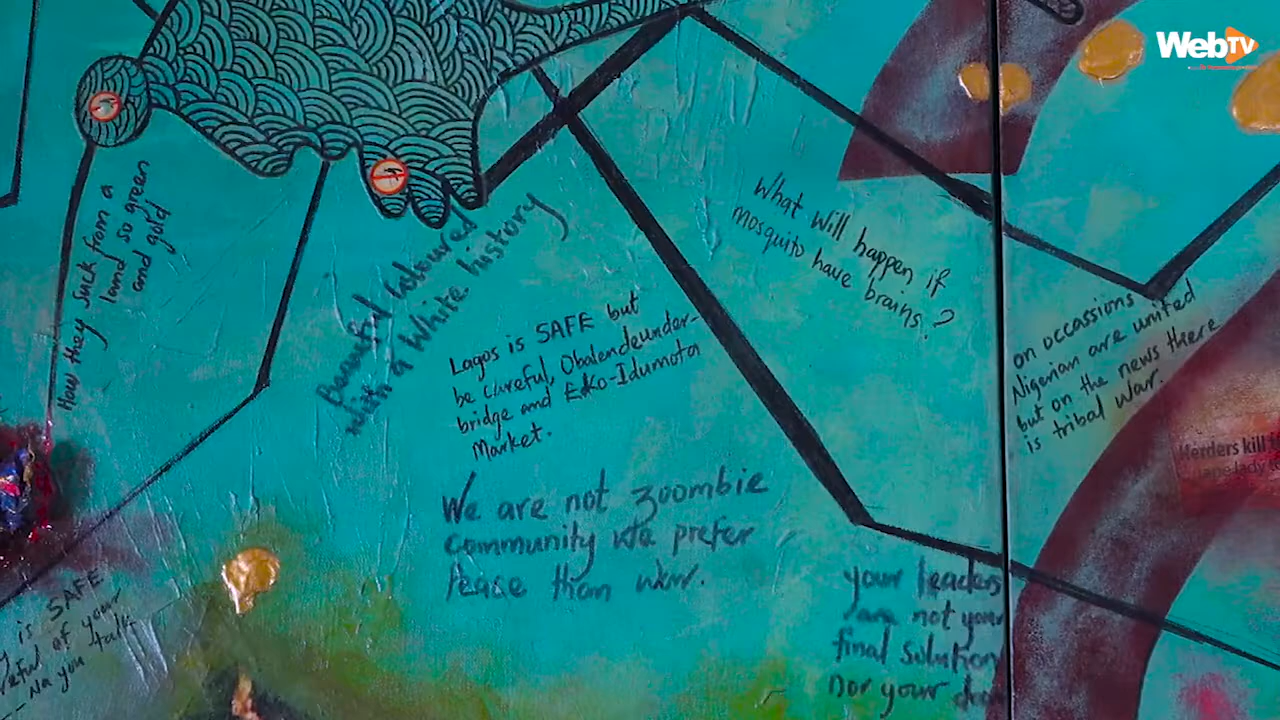 WebTV
How they suck from a
land so green
and gold
Beautiful coloured
with a White history
Lagos is SAFE but
be careful, Obalendeunder-
bridge and Eko-Idumota
Market.
What will happen if
mosquito have brains?
on occassions
Nigerian are united
but on the news there
is tribal war.
Herders kill
lady
We are not zoombie
community we prefer
Peace than war.
your leaders
are not your
final solution
nor your
is SAFE
of your
talk
-- Na you